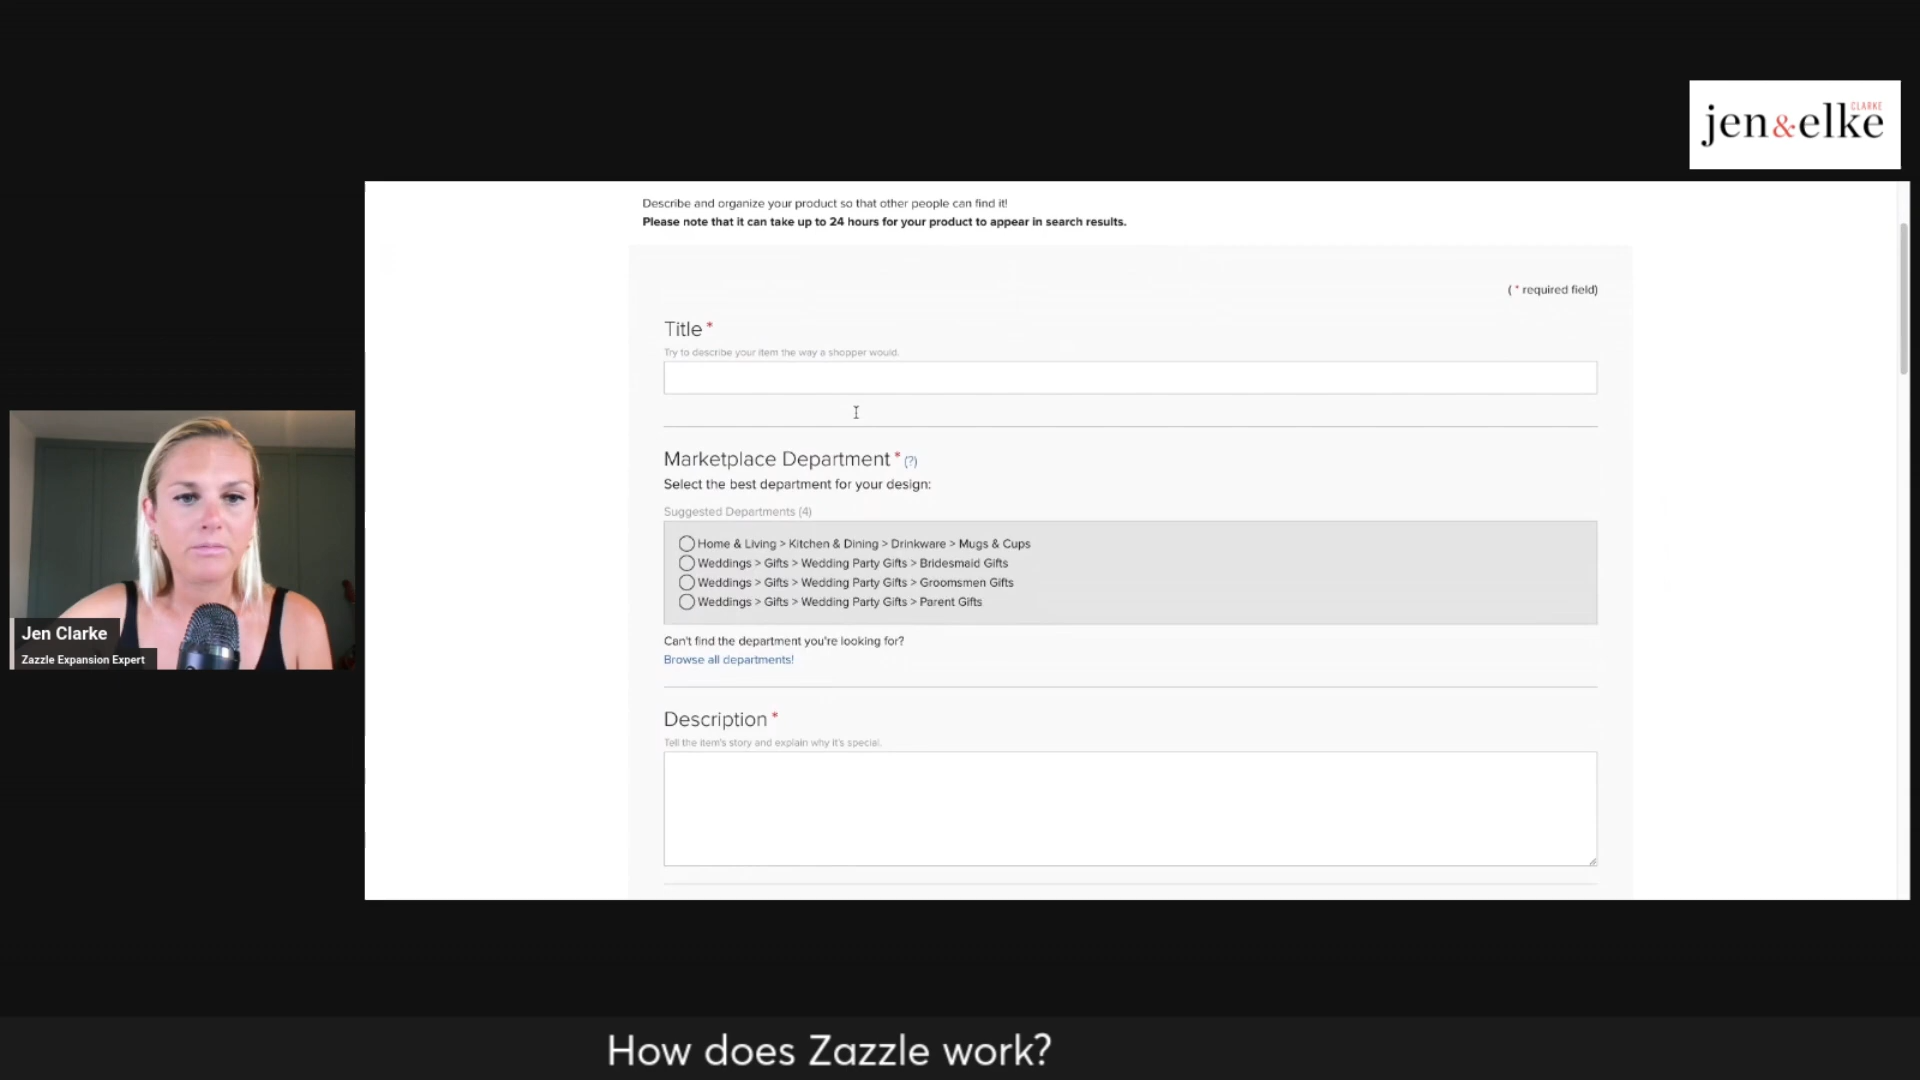 CLARKE
jen&elke
Describe and organize your product so that other people can find it!
Please note that it can take up to 24 hours for your product to appear in search results.
( * required field)
Title *
Try to describe your item the way a shopper would.
Marketplace Department * (?)
Select the best department for your design:
Suggested Departments (4)
Home & Living > Kitchen & Dining > Drinkware > Mugs & Cups
Weddings > Gifts > Wedding Party Gifts > Bridesmaid Gifts
Weddings > Gifts > Wedding Party Gifts > Groomsmen Gifts
Weddings > Gifts > Wedding Party Gifts > Parent Gifts
Can't find the department you're looking for?
Browse all departments!
Description *
Tell the item's story and explain why it's special.
Jen Clarke
Zazzle Expansion Expert
How does Zazzle work?